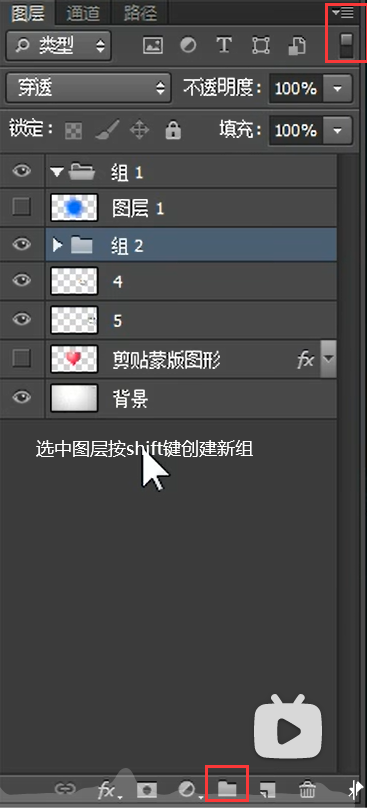 图层 通道 路径
类型 T
穿透 不透明度: 100%
锁定: 填充: 100%
组 1
图层 1
组 2
4
5
剪贴蒙版图形 fx
背景
选中图层按shift键创建新组
fx.